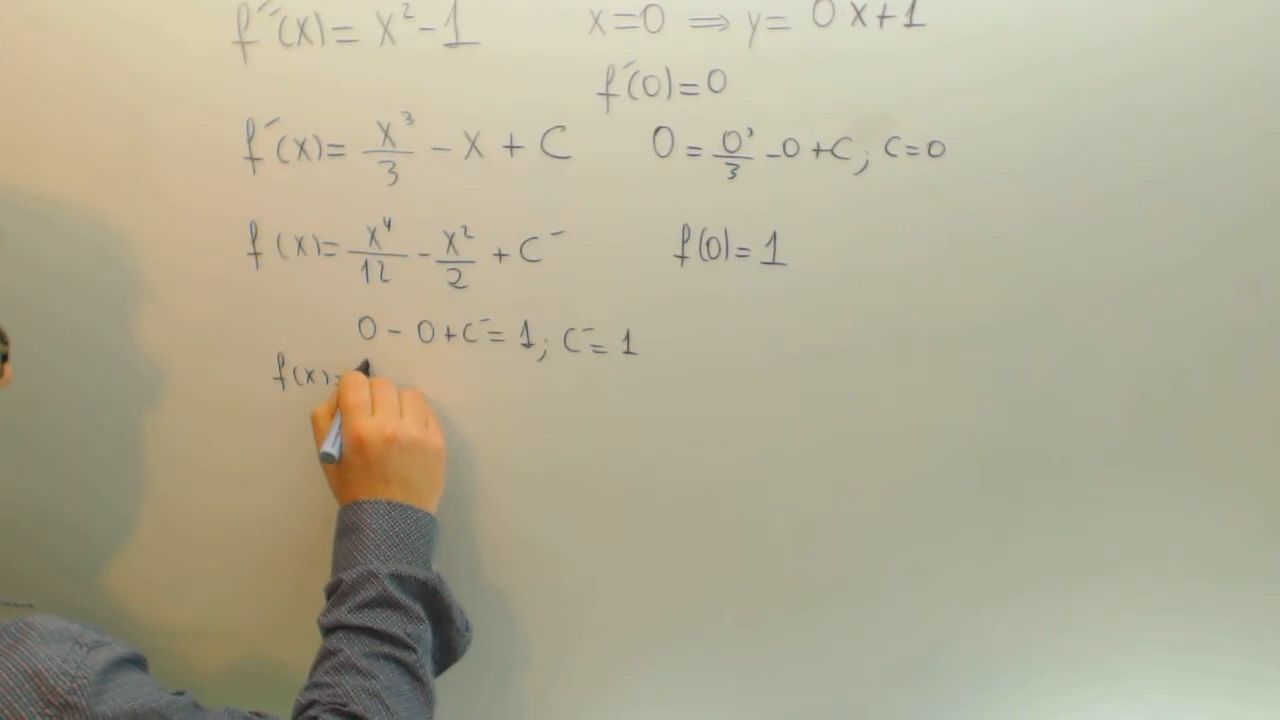 f''(x) = x² - 1    x=0 ⇒ y= 0x+1
f'(0)=0
f'(x)= x³/3 - x + C    0 = 0³/3 -0 +C; C=0
f(x)= x⁴/12 - x²/2 + C'    f(0)=1
0 - 0 + C' = 1; C' = 1
f(x)=